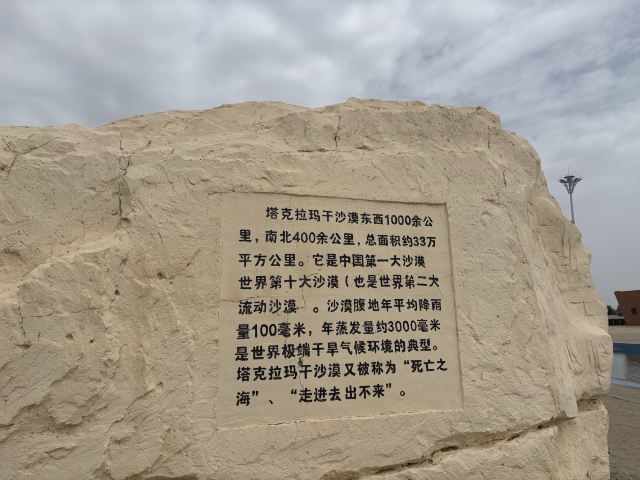 塔克拉玛干沙漠东西1000余公
里，南北400余公里，总面积约33万
平方公里。它是中国第一大沙漠
世界第十大沙漠（也是世界第二大
流动沙漠 。沙漠腹地年平均降雨
量100毫米，年蒸发量约3000毫米
是世界极端干旱气候环境的典型。
塔克拉玛干沙漠又被称为“死亡之
海”、“走进去出不来”。